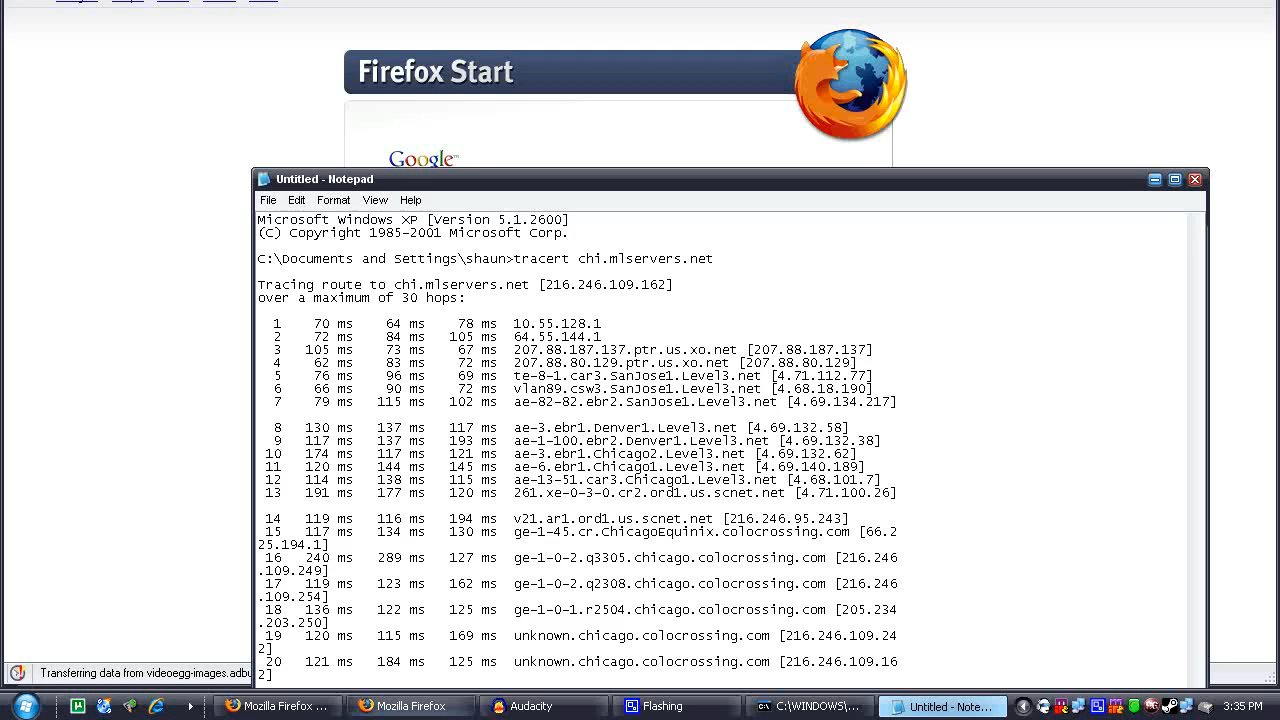 Firefox Start
Google™
Untitled - Notepad
File Edit Format View Help
Microsoft Windows XP [Version 5.1.2600]
(C) Copyright 1985-2001 Microsoft Corp.
C:\Documents and Settings\shaun>tracert chi.mlservers.net
Tracing route to chi.mlservers.net [216.246.109.162]
over a maximum of 30 hops:
1 70 ms 64 ms 78 ms 10.55.128.1
2 72 ms 84 ms 105 ms 64.55.144.1
3 105 ms 73 ms 67 ms 207.88.187.137.ptr.us.xo.net [207.88.187.137]
4 62 ms 83 ms 72 ms 207.88.80.129.ptr.us.xo.net [207.88.80.129]
5 76 ms 96 ms 69 ms te-8-1.car3.SanJose1.Level3.net [4.71.112.77]
6 66 ms 90 ms 72 ms vlan89.csw3.SanJose1.Level3.net [4.68.18.190]
7 79 ms 115 ms 102 ms ae-82-82.ebr2.SanJose1.Level3.net [4.69.134.217]
8 130 ms 137 ms 117 ms ae-3.ebr1.Denver1.Level3.net [4.69.132.58]
9 117 ms 137 ms 193 ms ae-1-100.ebr2.Denver1.Level3.net [4.69.132.38]
10 174 ms 117 ms 121 ms ae-3.ebr1.Chicago2.Level3.net [4.69.132.62]
11 120 ms 144 ms 145 ms ae-6.ebr1.Chicago1.Level3.net [4.69.140.189]
12 114 ms 138 ms 115 ms ae-13-51.car3.Chicago1.Level3.net [4.68.101.7]
13 191 ms 177 ms 120 ms 261.xe-0-3-0.cr2.ord1.us.scnet.net [4.71.100.26]
14 119 ms 116 ms 194 ms v21.ar1.ord1.us.scnet.net [216.246.95.243]
15 117 ms 134 ms 130 ms ge-1-45.cr.ChicagoEquinix.colocrossing.com [66.2
25.194.1]
16 240 ms 289 ms 127 ms ge-1-0-2.q3305.chicago.colocrossing.com [216.246
.109.249]
17 119 ms 123 ms 162 ms ge-1-0-2.q2308.chicago.colocrossing.com [216.246
.109.254]
18 136 ms 122 ms 125 ms ge-1-0-1.r2504.chicago.colocrossing.com [205.234
.203.250]
19 120 ms 115 ms 169 ms unknown.chicago.colocrossing.com [216.246.109.24
2]
20 121 ms 184 ms 125 ms unknown.chicago.colocrossing.com [216.246.109.16
2]
Transferring data from videoegg-images.adbu
Mozilla Firefox ... Mozilla Firefox Audacity Flashing C:\WINDOWS\... Untitled - Note... 3:35 PM